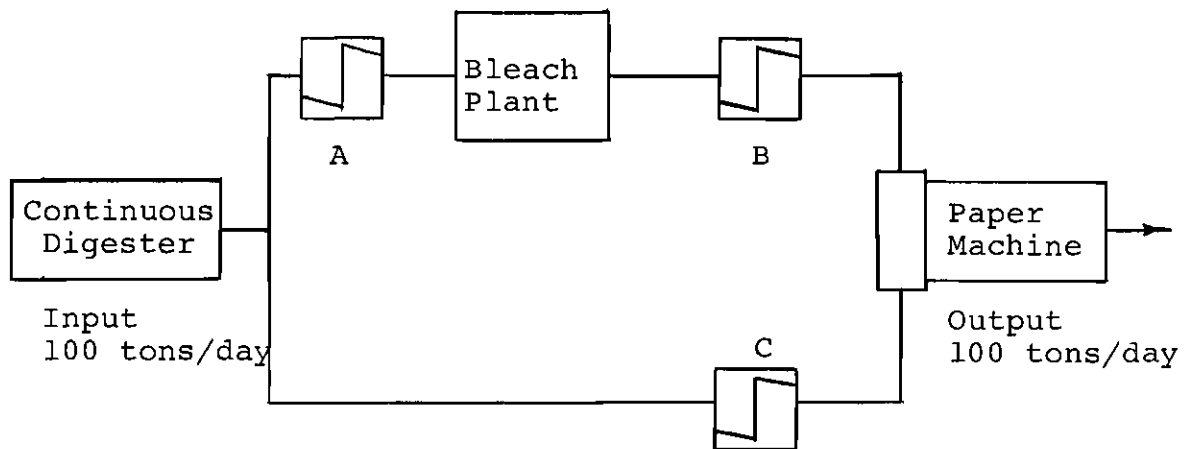 Bleach
Plant
A
B
Continuous
Digester
Paper
Machine
Input
100 tons/day
Output
100 tons/day
C